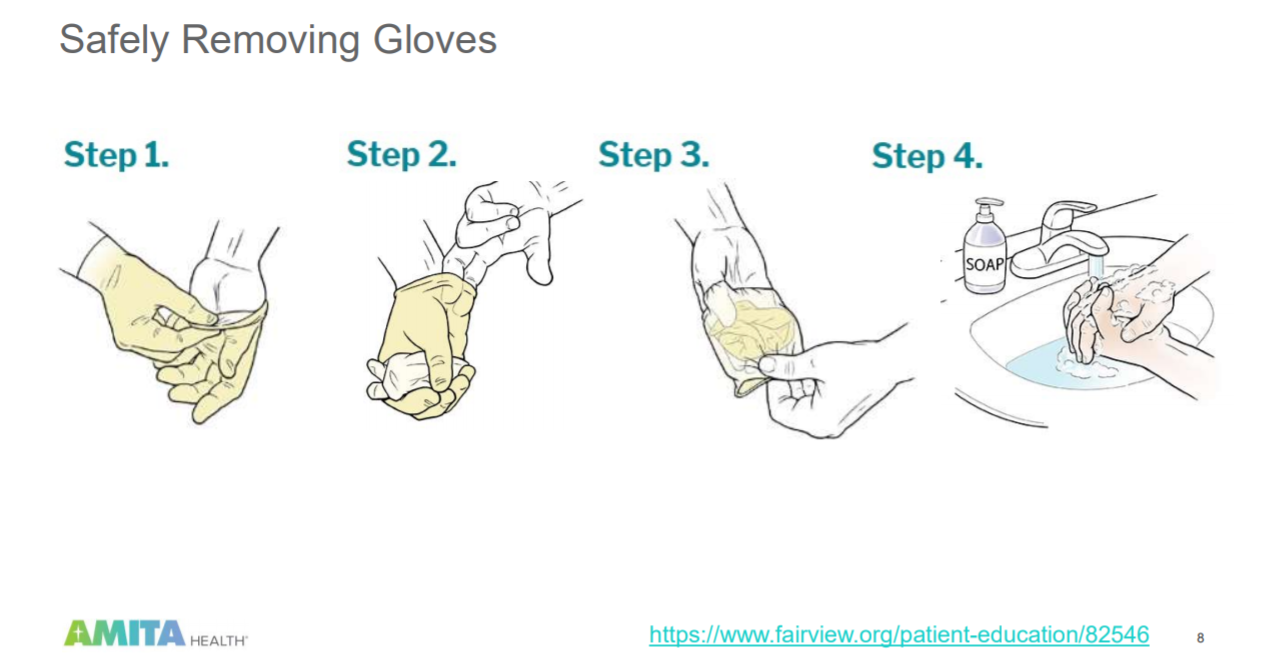 Safely Removing Gloves
Step 1.
Step 2.
Step 3.
Step 4.
SOAP
AMITA HEALTH
https://www.fairview.org/patient-education/82546
8